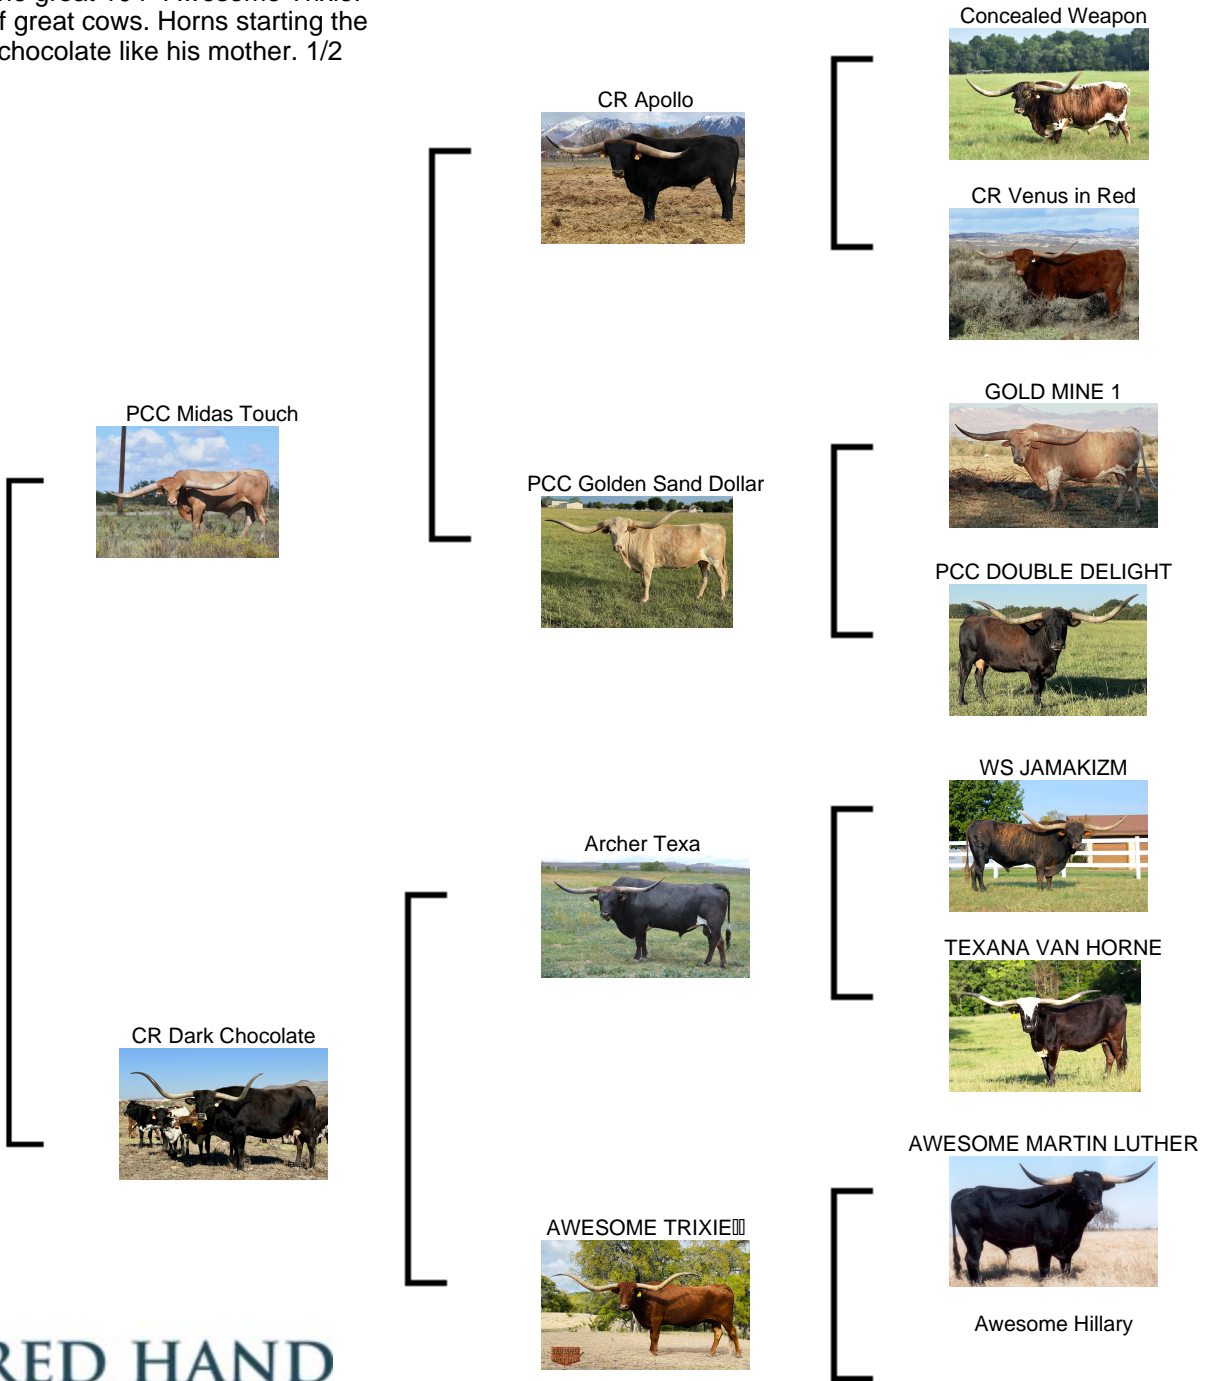 f great cows. Horns starting the
chocolate like his mother. 1/2
Concealed Weapon
CR Apollo
CR Venus in Red
GOLD MINE 1
PCC Midas Touch
PCC Golden Sand Dollar
PCC DOUBLE DELIGHT
WS JAMAKIZM
Archer Texa
TEXANA VAN HORNE
CR Dark Chocolate
AWESOME MARTIN LUTHER
AWESOME TRIXIE
Awesome Hillary
RED HAND